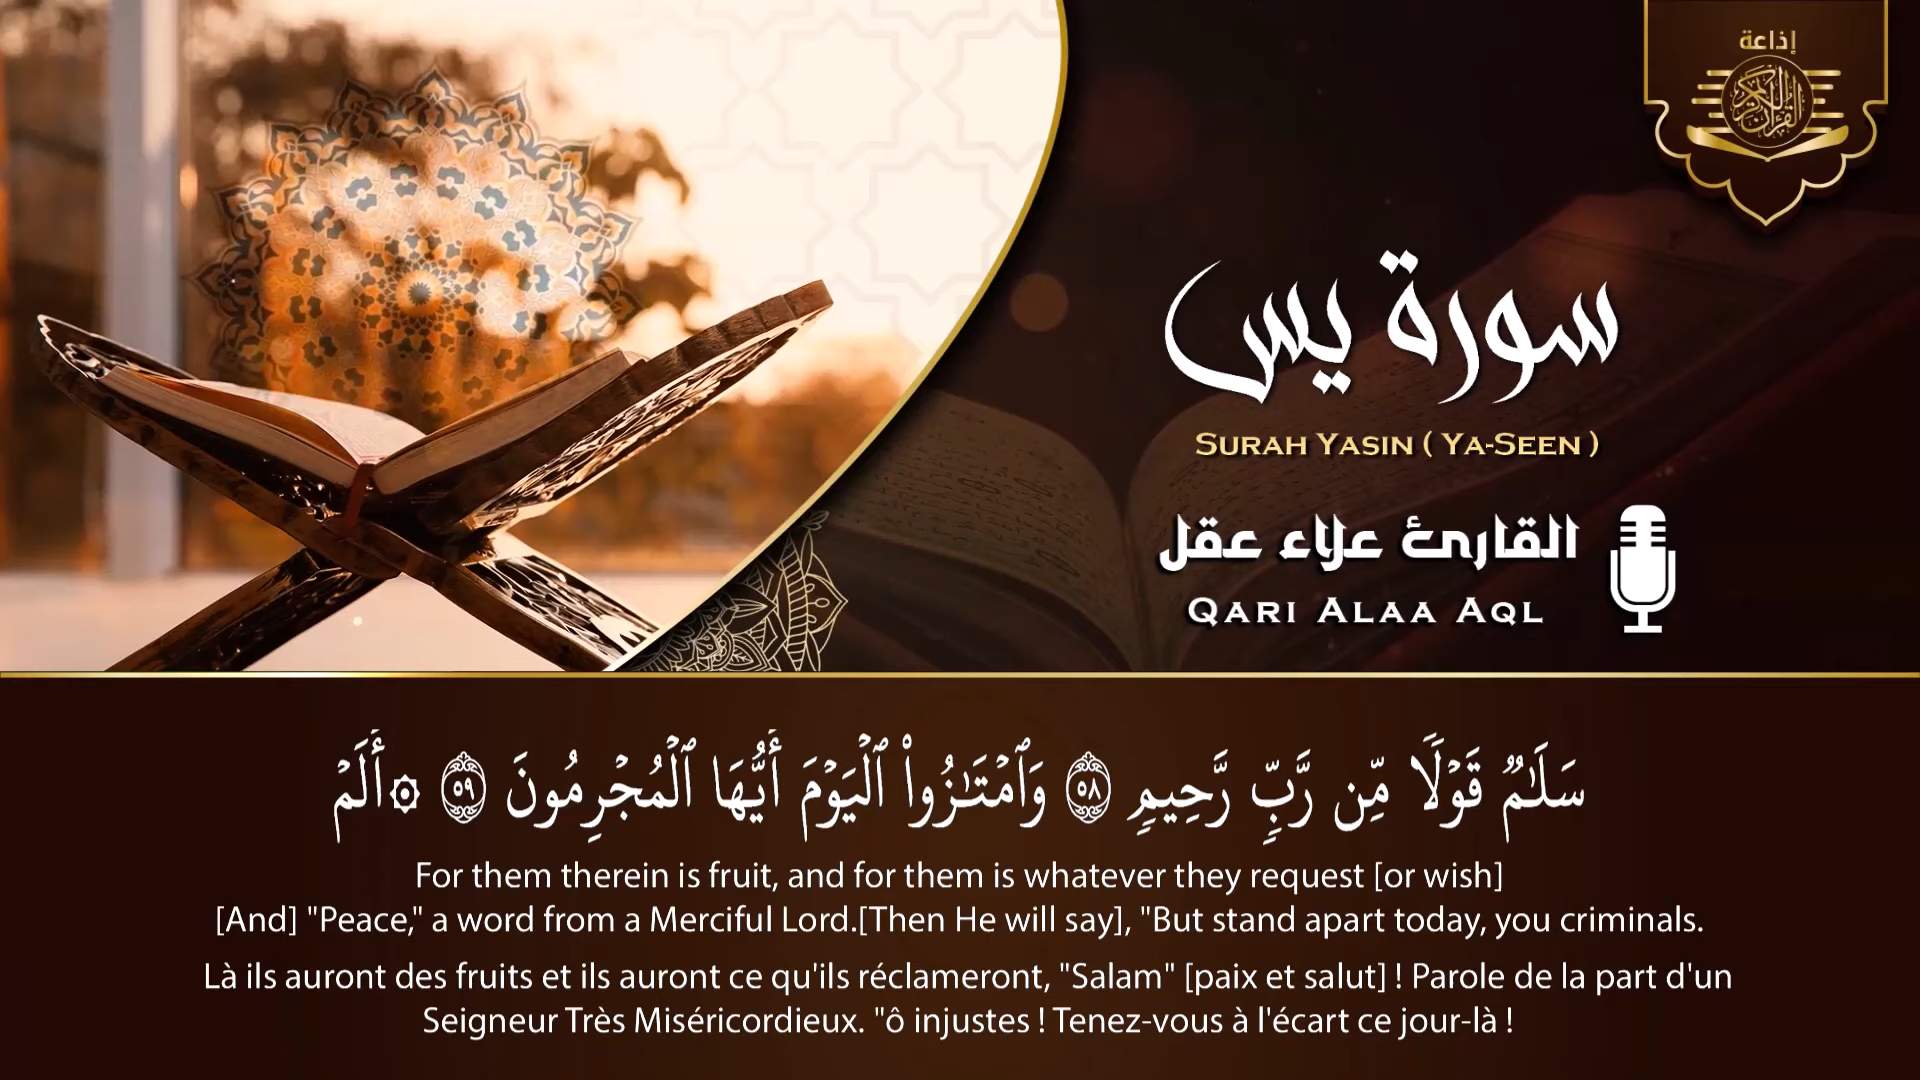 إذاعة
القرآن الكريم
سورة يس
SURAH YASIN ( YA-SEEN )
القارئ علاء عقل
QARI ALAA AQL
سَلَـٰمٌ قَوْلًا مِّن رَّبٍّ رَّحِيمٍ ٥٨ وَٱمْتَـٰزُوا۟ ٱلْيَوْمَ أَيُّهَا ٱلْمُجْرِمُونَ ٥٩ ۞ أَلَمْ
For them therein is fruit, and for them is whatever they request [or wish]
[And] "Peace," a word from a Merciful Lord.[Then He will say], "But stand apart today, you criminals.
Là ils auront des fruits et ils auront ce qu'ils réclameront, "Salam" [paix et salut] ! Parole de la part d'un
Seigneur Très Miséricordieux. "ô injustes ! Tenez-vous à l'écart ce jour-là !